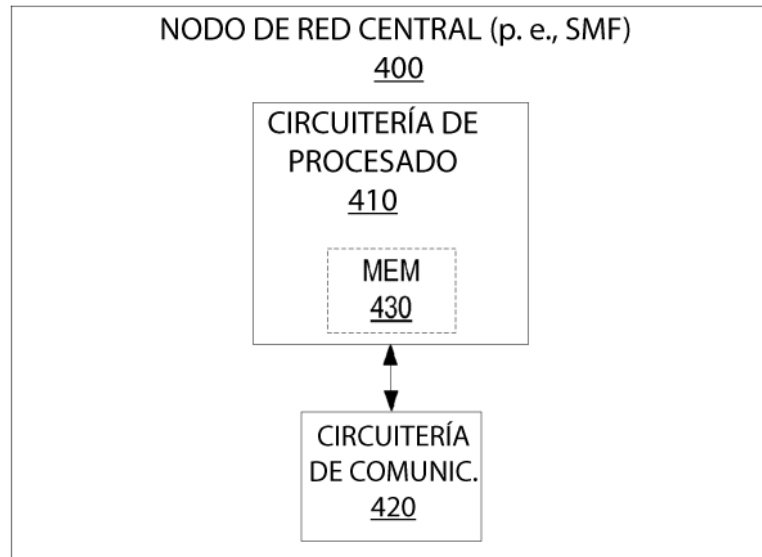 NODO DE RED CENTRAL (p. e., SMF)
400
CIRCUITERÍA DE
PROCESADO
410
MEM
430
CIRCUITERÍA
DE COMUNIC.
420